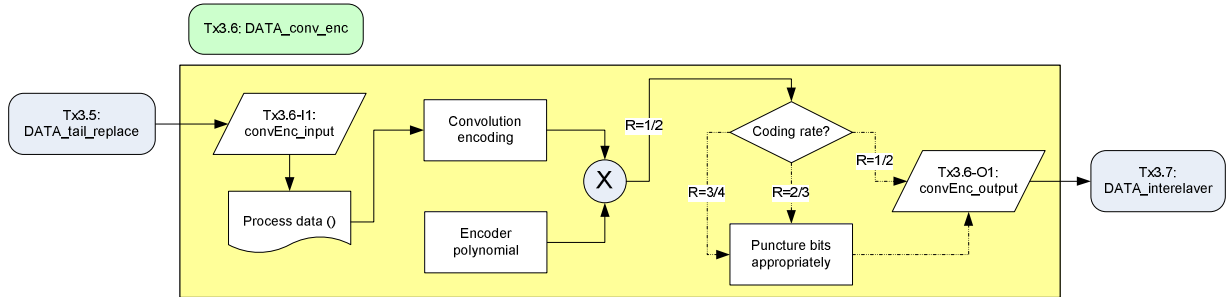 Tx3.6: DATA_conv_enc
Tx3.5:
DATA_tail_replace
Tx3.6-I1:
convEnc_input
Process data ()
Convolution
encoding
Encoder
polynomial
X
R=1/2
Coding rate?
R=3/4
R=2/3
R=1/2
Puncture bits
appropriately
Tx3.6-O1:
convEnc_output
Tx3.7:
DATA_interelaver